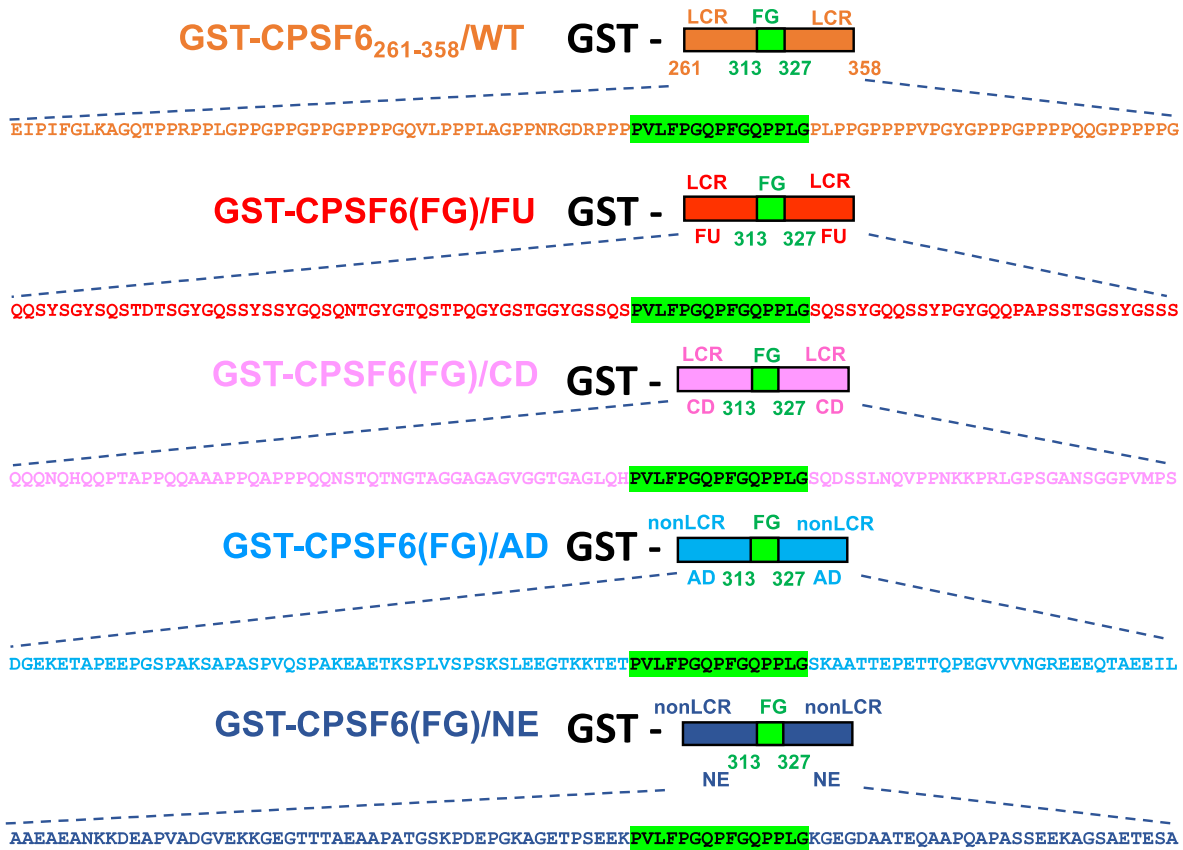 LCR FG LCR
GST-CPSF6261-358/WT GST -
261 313 327 358
EIPIFGLKAGQTPPRPPLGPPGPPGPPGPPPPGQVLPPPLAGPPNRGDRPPPPVLFPGQPFGQPPLGPLPPGPPPPVPGYGPPPGPPPPQQGPPPPPG
LCR FG LCR
GST-CPSF6(FG)/FU GST -
FU 313 327 FU
QQSYSGYSQSTDTSGYGQSSYSSYGQSQNTGYGTQSTPQGYGSTGGYGSSQSPVLFPGQPFGQPPLGSQSSYGQQSSYPGYGQQPAPSSTSGSYGSSS
LCR FG LCR
GST-CPSF6(FG)/CD GST -
CD 313 327 CD
QQQNQHQQPTAPPQQAAAPPQAPPPQQNSTQTNGTAGGAGAGVGGTGAGLQHPVLFPGQPFGQPPLGSQDSSLNQVPPNKKPRLGPSGANSGGPVMPS
nonLCR FG nonLCR
GST-CPSF6(FG)/AD GST -
AD 313 327 AD
DGEKETAPEEPGSPAKSAPASPVQSPAKEAETKSPLVSPSKSLEEGTKKTETPVLFPGQPFGQPPLGSKAATTEPETTQPEGVVVNGREEEQTAEEIL
nonLCR FG nonLCR
GST-CPSF6(FG)/NE GST -
313 327
NE NE
AAEAEANKKDEAPVADGVEKKGEGTTTAEAAPATGSKPDEPGKAGETPSEEKPVLFPGQPFGQPPLGKGEGDAATEQAAPQAPASSEEKAGSAETESA